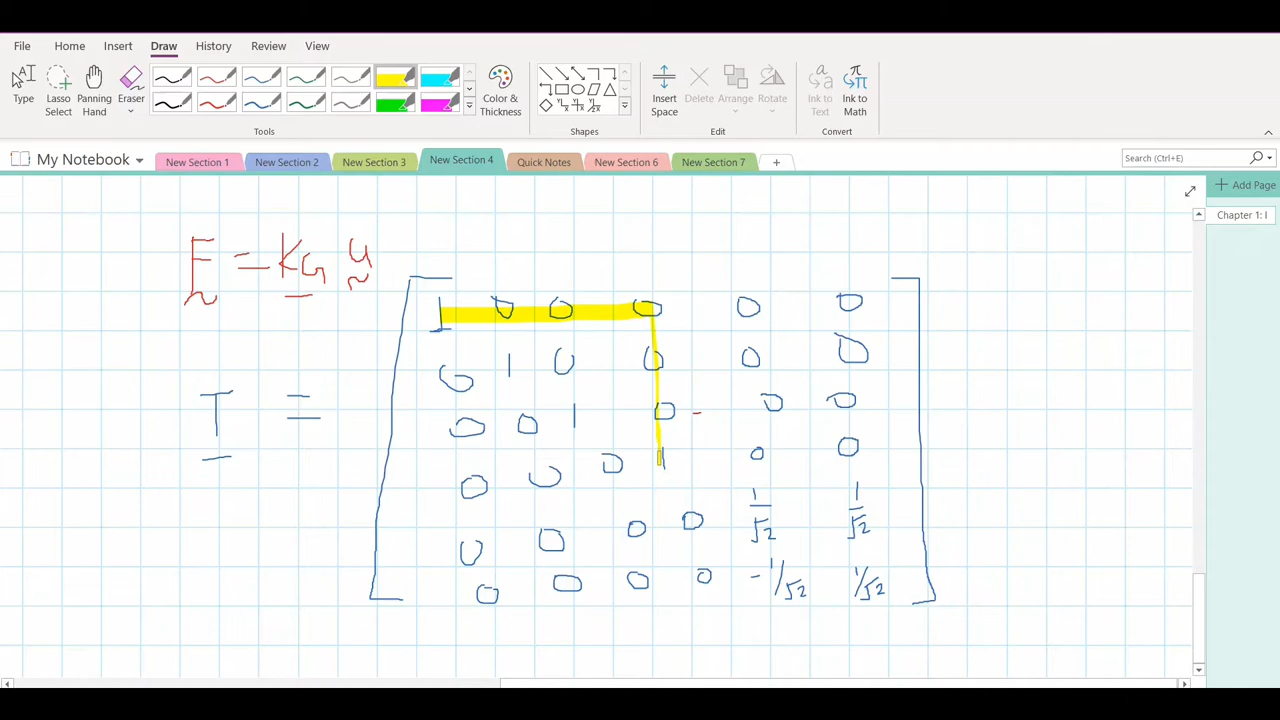 File Home Insert Draw History Review View
Type
Lasso Select
Panning Hand
Eraser
Color & Thickness
Insert Space
Delete
Arrange
Rotate
Ink to Text
Ink to Math
Tools
Shapes
Edit
Convert
My Notebook
New Section 1
New Section 2
New Section 3
New Section 4
Quick Notes
New Section 6
New Section 7
Search (Ctrl+E)
Add Page
Chapter 1: I
F = KG u
T =
1 0 0 0 0 0
0 1 0 0 0 0
0 0 1 0 0 0
0 0 0 1 0 0
0 0 0 0 1/√2 1/√2
0 0 0 0 -1/√2 1/√2